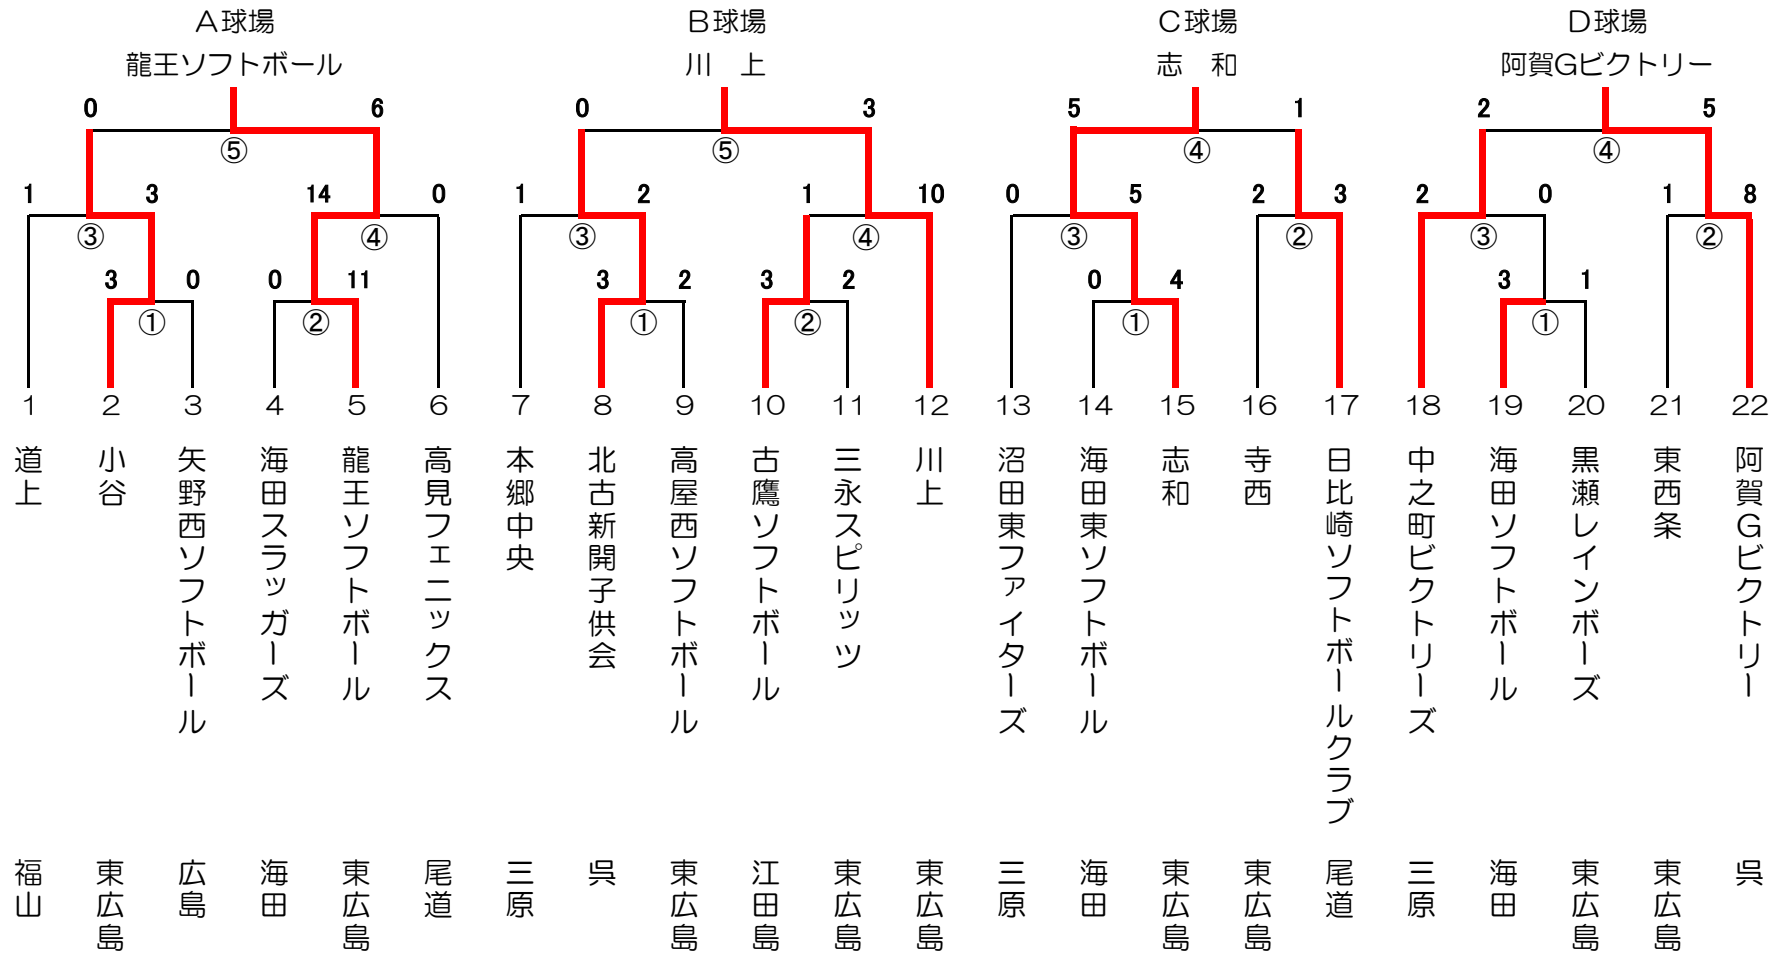 A球場
B球場
C球場
D球場
龍王ソフトボール
川　上
志　和
阿賀Gビクトリー
0 6 0 3 5 1 2 5
⑤ ⑤ ④ ④
1 3 14 0 1 2 1 10 0 5 2 3 2 0 1 8
③ ④ ③ ④ ③ ② ③ ②
3 0 0 11 3 2 3 2 0 4 3 1
① ② ① ② ① ①
1 2 3 4 5 6 7 8 9 10 11 12 13 14 15 16 17 18 19 20 21 22
道上
小谷
矢野西ソフトボール
海田スラッガーズ
龍王ソフトボール
高見フェニックス
本郷中央
北古新開子供会
高屋西ソフトボール
古鷹ソフトボール
三永スピリッツ
川上
沼田東ファイターズ
海田東ソフトボール
志和
寺西
日比崎ソフトボールクラブ
中之町ビクトリーズ
海田ソフトボール
黒瀬レインボーズ
東西条
阿賀Gビクトリー
福山
東広島
広島
海田
東広島
尾道
三原
呉
東広島
江田島
東広島
東広島
三原
海田
東広島
東広島
尾道
三原
海田
東広島
東広島
呉